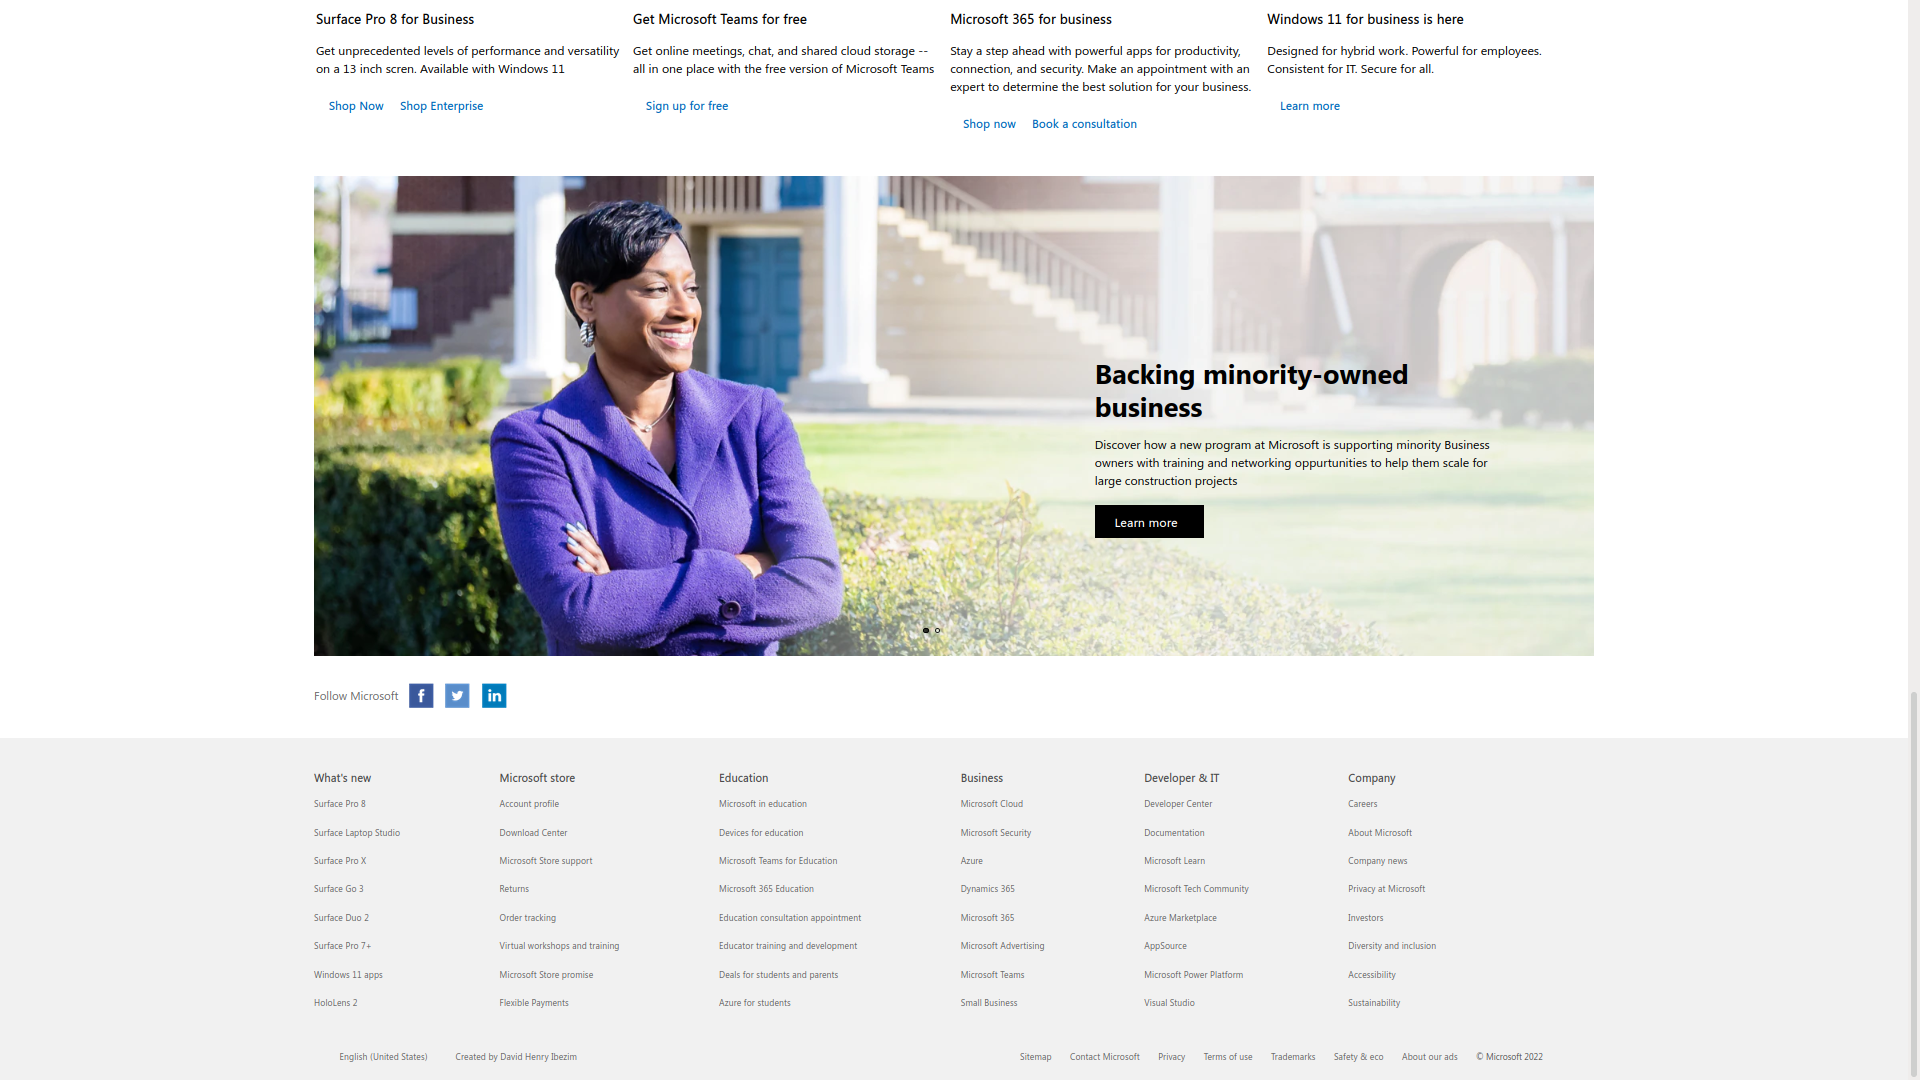 Surface Pro 8 for Business
Get unprecedented levels of performance and versatility
on a 13 inch scren. Available with Windows 11
Shop Now Shop Enterprise
Get Microsoft Teams for free
Get online meetings, chat, and shared cloud storage --
all in one place with the free version of Microsoft Teams
Sign up for free
Microsoft 365 for business
Stay a step ahead with powerful apps for productivity,
connection, and security. Make an appointment with an
expert to determine the best solution for your business.
Shop now Book a consultation
Windows 11 for business is here
Designed for hybrid work. Powerful for employees.
Consistent for IT. Secure for all.
Learn more
Backing minority-owned
business
Discover how a new program at Microsoft is supporting minority Business
owners with training and networking oppurtunities to help them scale for
large construction projects
Learn more
Follow Microsoft
What's new
Surface Pro 8
Surface Laptop Studio
Surface Pro X
Surface Go 3
Surface Duo 2
Surface Pro 7+
Windows 11 apps
HoloLens 2
Microsoft store
Account profile
Download Center
Microsoft Store support
Returns
Order tracking
Virtual workshops and training
Microsoft Store promise
Flexible Payments
Education
Microsoft in education
Devices for education
Microsoft Teams for Education
Microsoft 365 Education
Education consultation appointment
Educator training and development
Deals for students and parents
Azure for students
Business
Microsoft Cloud
Microsoft Security
Azure
Dynamics 365
Microsoft 365
Microsoft Advertising
Microsoft Teams
Small Business
Developer & IT
Developer Center
Documentation
Microsoft Learn
Microsoft Tech Community
Azure Marketplace
AppSource
Microsoft Power Platform
Visual Studio
Company
Careers
About Microsoft
Company news
Privacy at Microsoft
Investors
Diversity and inclusion
Accessibility
Sustainability
English (United States) Created by David Henry Ibezim Sitemap Contact Microsoft Privacy Terms of use Trademarks Safety & eco About our ads © Microsoft 2022